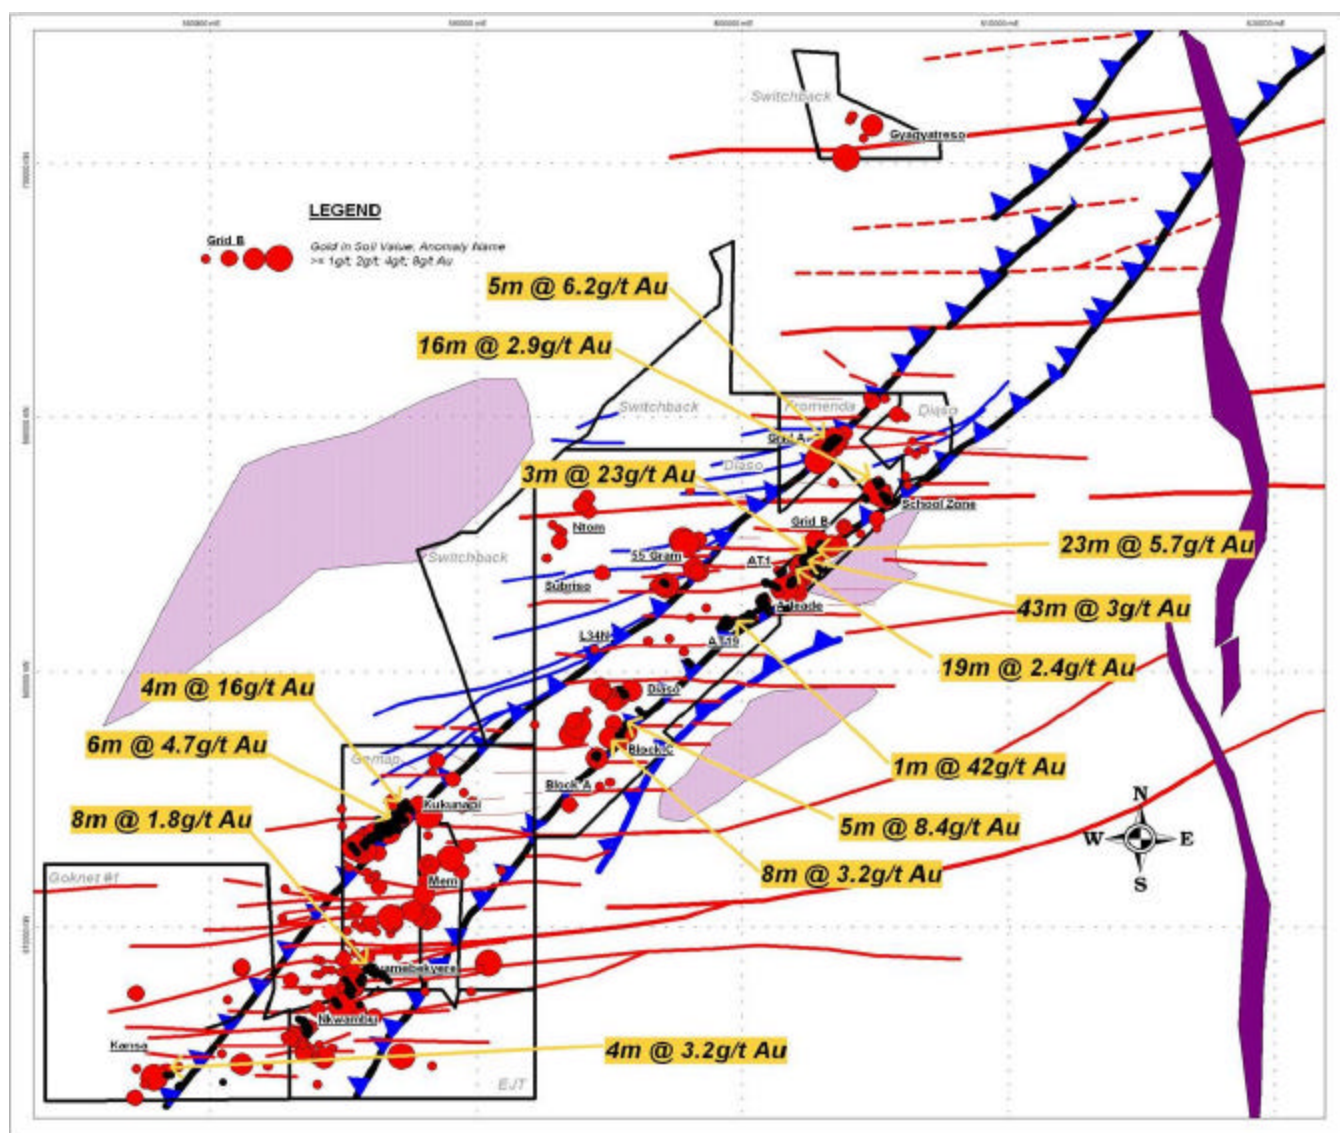 Switchback
Gyagyatreso
LEGEND
Grid B
Gold in Soil Value, Anomaly Name
>= 1g/t; 2g/t; 4g/t; 8g/t Au
5m @ 6.2g/t Au
16m @ 2.9g/t Au
Switchback
Fromenda
Diaso
Grid A
Diaso
3m @ 23g/t Au
School Zone
Grid B
Ntom
Switchback
55 Gram
AT1
23m @ 5.7g/t Au
Subriso
43m @ 3g/t Au
L34N
19m @ 2.4g/t Au
4m @ 16g/t Au
Diaso
6m @ 4.7g/t Au
Block C
Gemap
1m @ 42g/t Au
Block A
Kukunapi
8m @ 1.8g/t Au
5m @ 8.4g/t Au
N
W E
S
8m @ 3.2g/t Au
Goknet #1
Mem
Nkwambu
Kansa
4m @ 3.2g/t Au
EJT